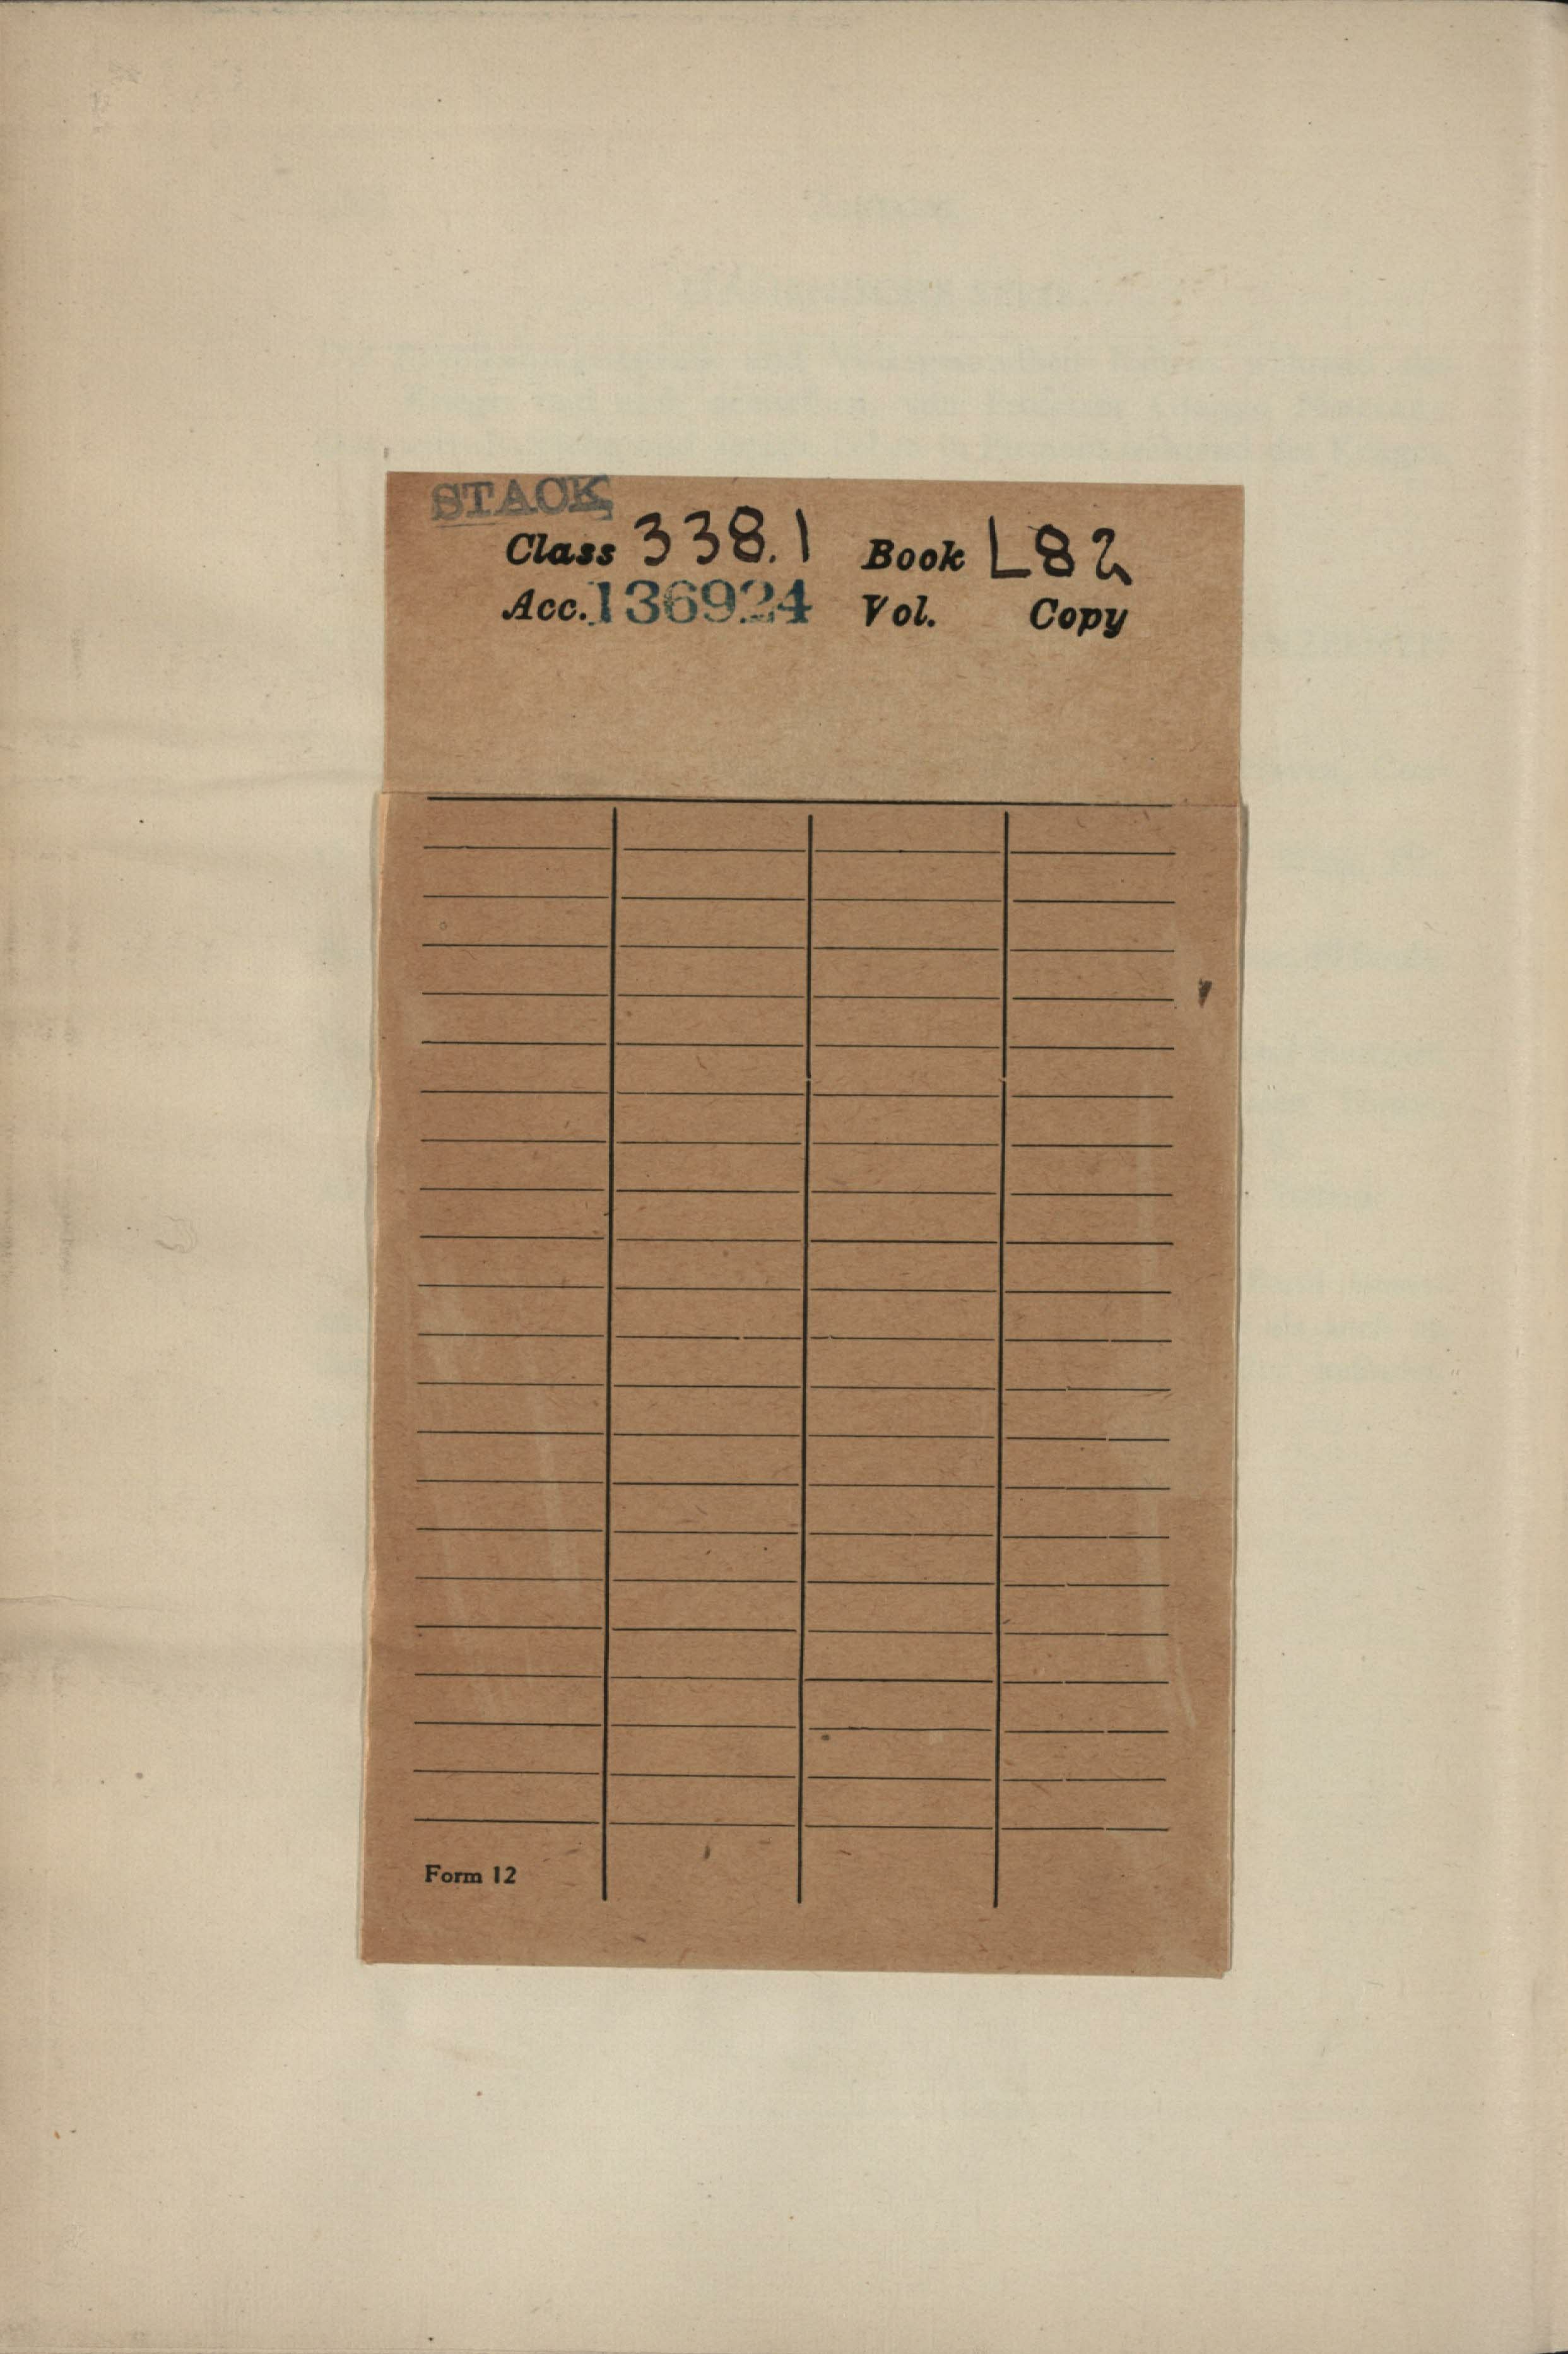 STACK
Class 338.1 Book L82
Acc. 136924 Vol. Copy
Form 12